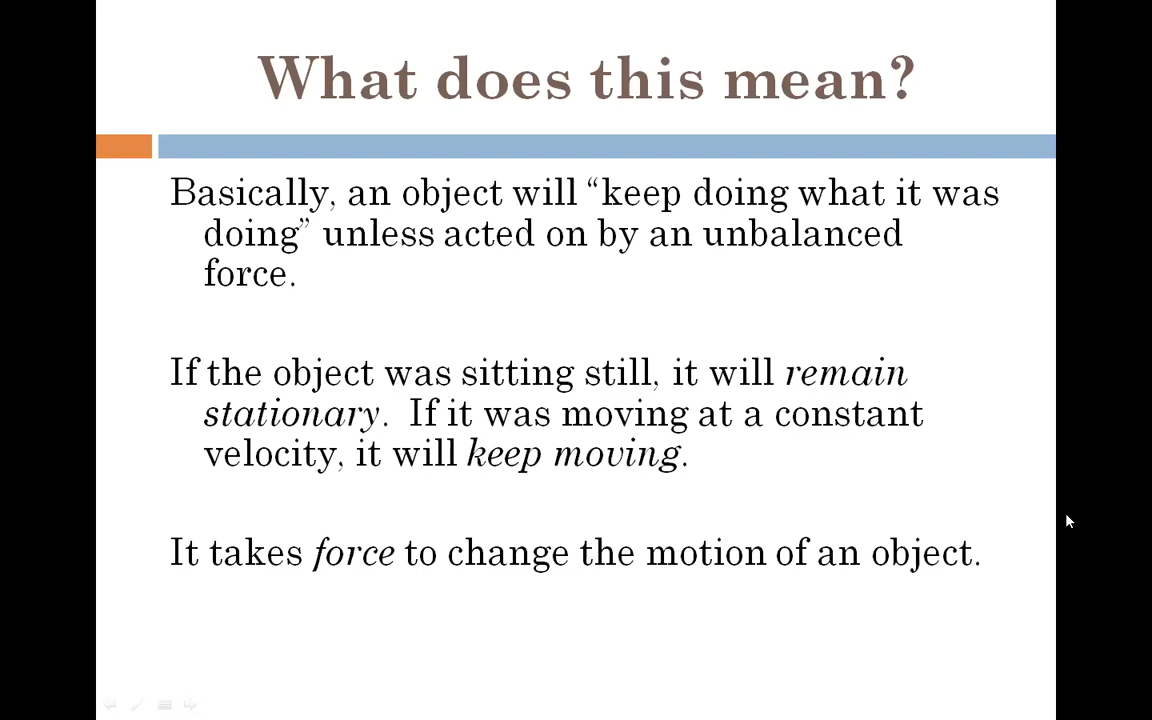 What does this mean?
Basically, an object will “keep doing what it was
doing” unless acted on by an unbalanced
force.
If the object was sitting still, it will remain
stationary.  If it was moving at a constant
velocity, it will keep moving.
It takes force to change the motion of an object.